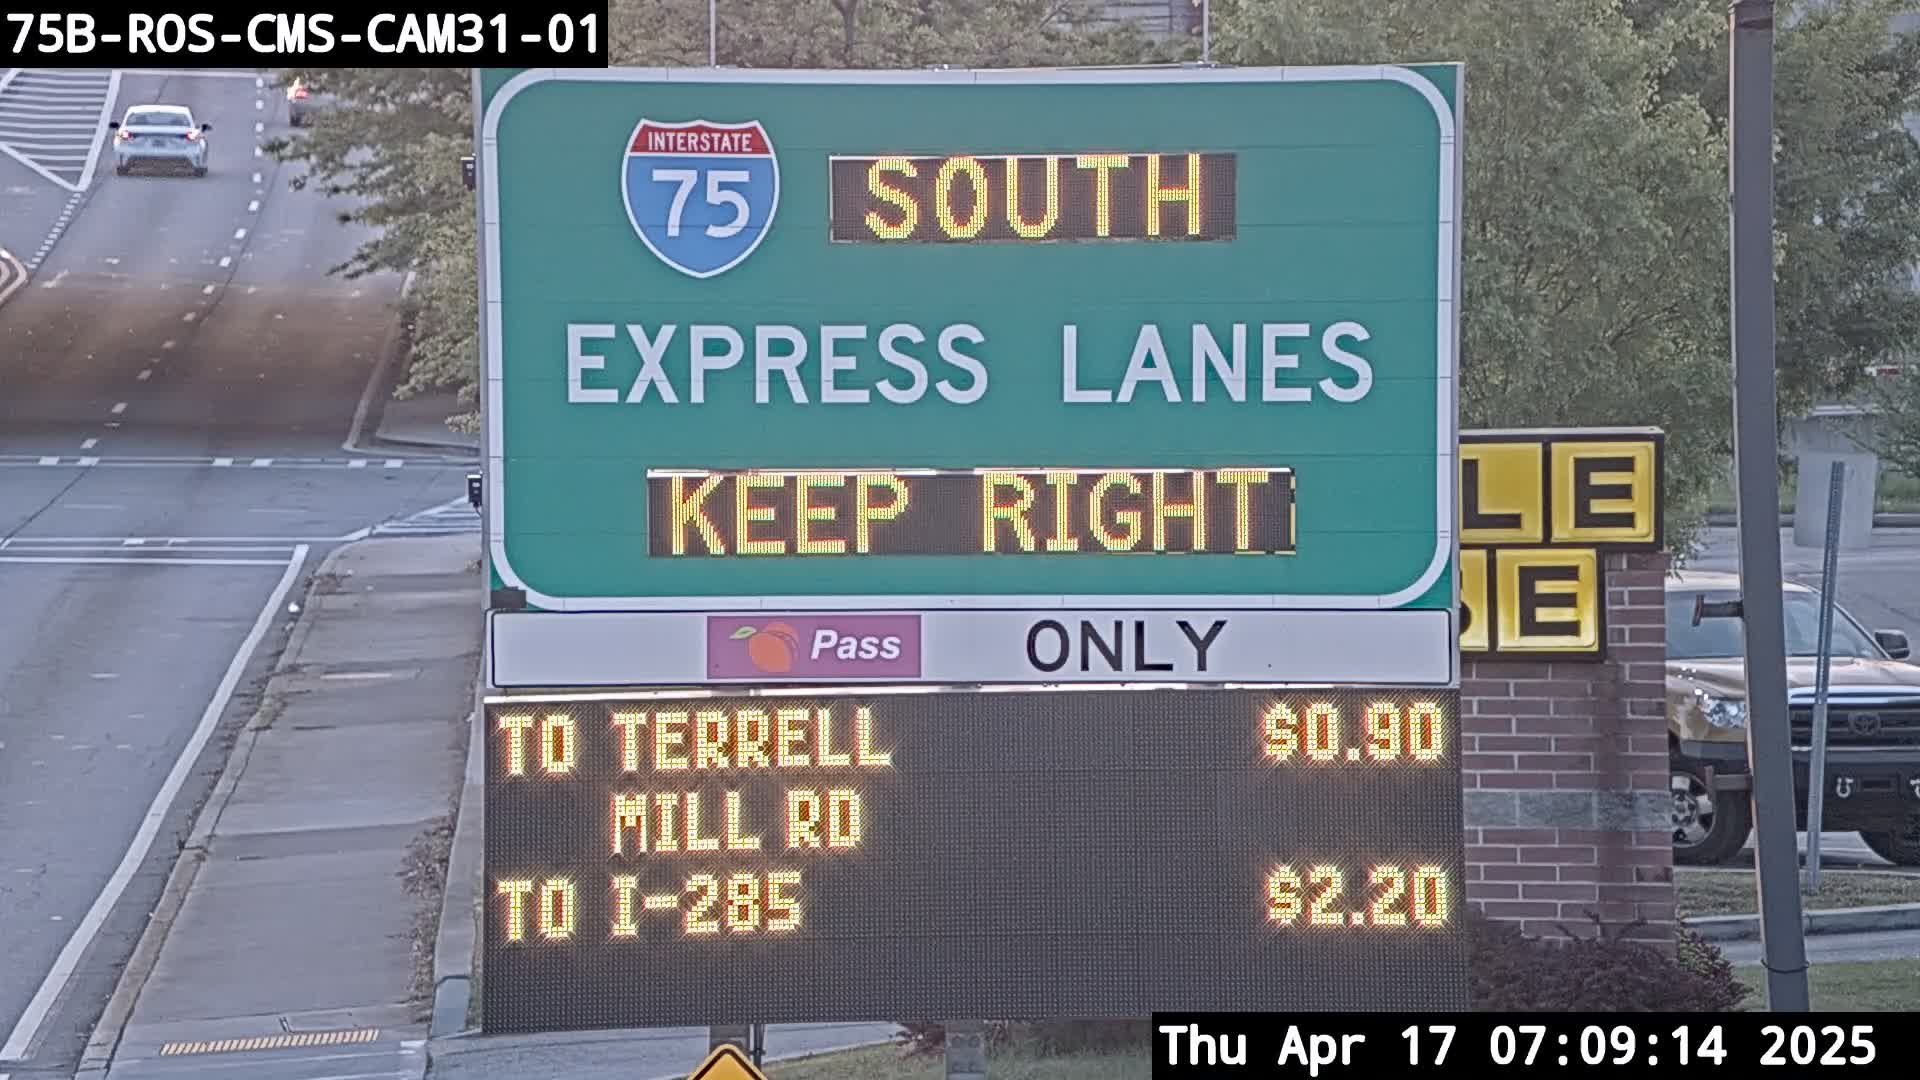 75B-ROS-CMS-CAM31-01
INTERSTATE
75
SOUTH
EXPRESS LANES
KEEP RIGHT
Pass ONLY
TO TERRELL $0.90
MILL RD
TO I-285 $2.20
LE
E
Thu Apr 17 07:09:14 2025